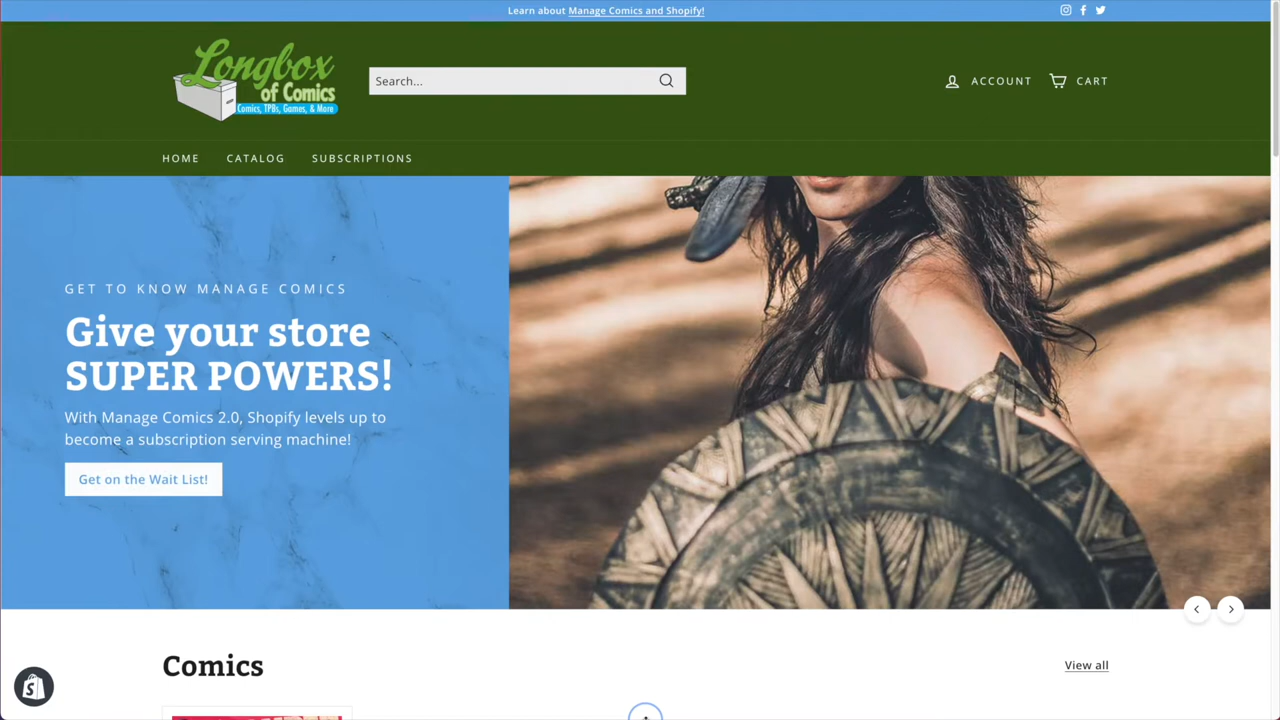 Learn about Manage Comics and Shopify!
Longbox
of Comics
Comics, TPBs, Games, & More
Search...
ACCOUNT
CART
HOME
CATALOG
SUBSCRIPTIONS
GET TO KNOW MANAGE COMICS
Give your store
SUPER POWERS!
With Manage Comics 2.0, Shopify levels up to
become a subscription serving machine!
Get on the Wait List!
Comics
View all